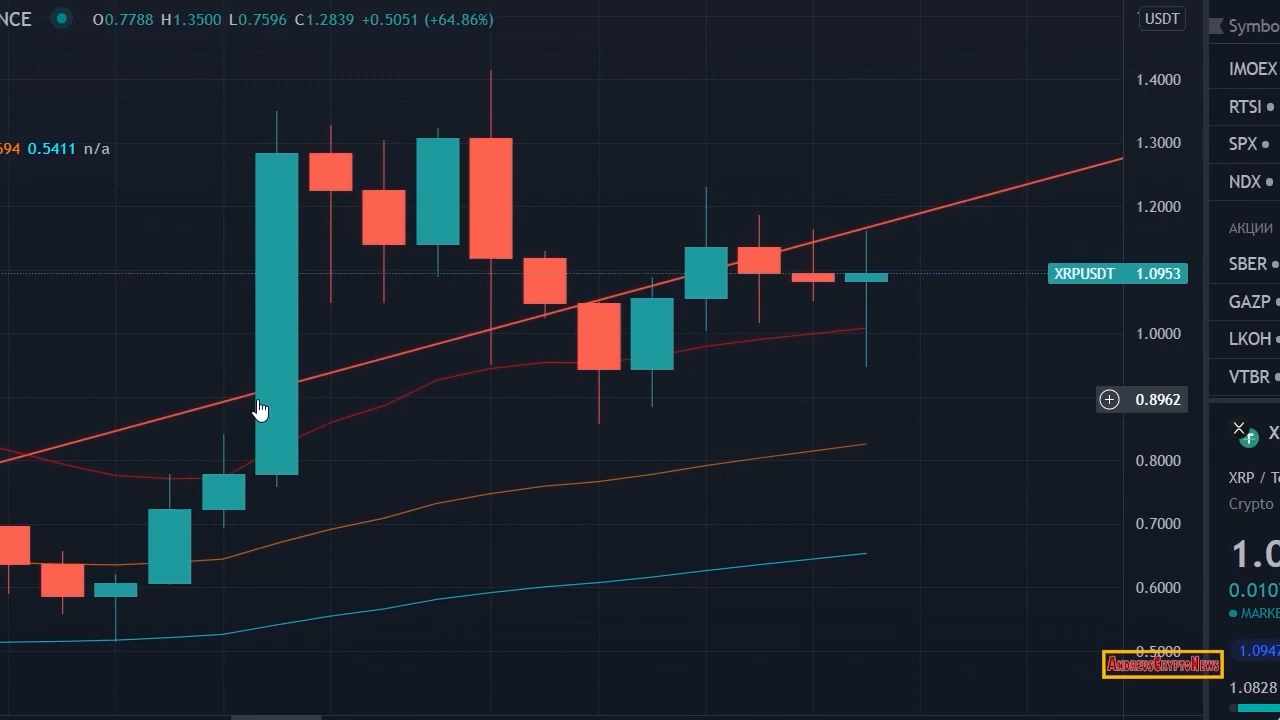 NCE O0.7788 H1.3500 L0.7596 C1.2839 +0.5051 (+64.86%)
USDT
Symbo
1.4000
IMOEX
RTSI
1.3000
SPX
694 0.5411 n/a
NDX
1.2000
АКЦИИ
SBER
XRPUSDT 1.0953
GAZP
1.0000
LKOH
VTBR
0.8962
X
0.8000
XRP / Te
Crypto
0.7000
1.0
0.6000
0.010
MARKE
0.5000
1.0947
AndrewsCryptoNews
1.0828